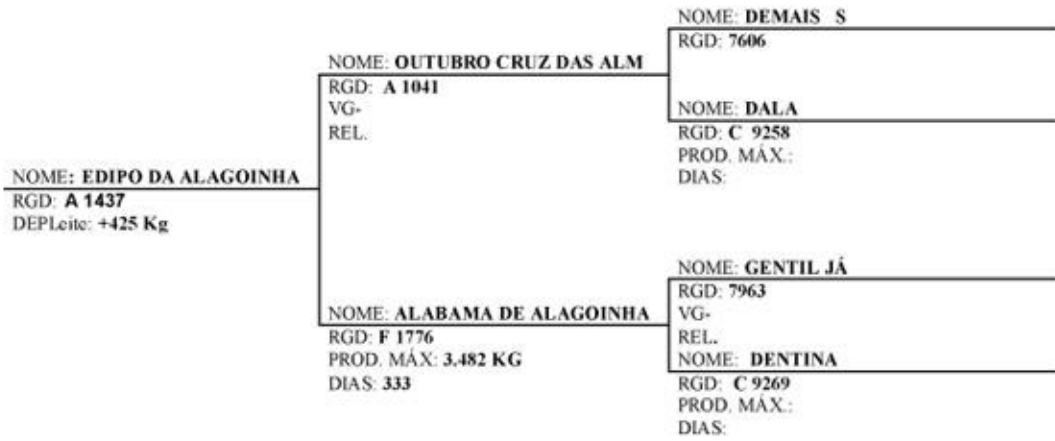 NOME: EDIPO DA ALAGOINHA
RGD: A 1437
DEPLeite: +425 Kg
NOME: OUTUBRO CRUZ DAS ALM
RGD: A 1041
VG-
REL.
NOME: ALABAMA DE ALAGOINHA
RGD: F 1776
PROD. MÁX: 3.482 KG
DIAS: 333
NOME: DEMAIS S
RGD: 7606
NOME: DALA
RGD: C 9258
PROD. MÁX.:
DIAS:
NOME: GENTIL JÁ
RGD: 7963
VG-
REL.
NOME: DENTINA
RGD: C 9269
PROD. MÁX.:
DIAS: